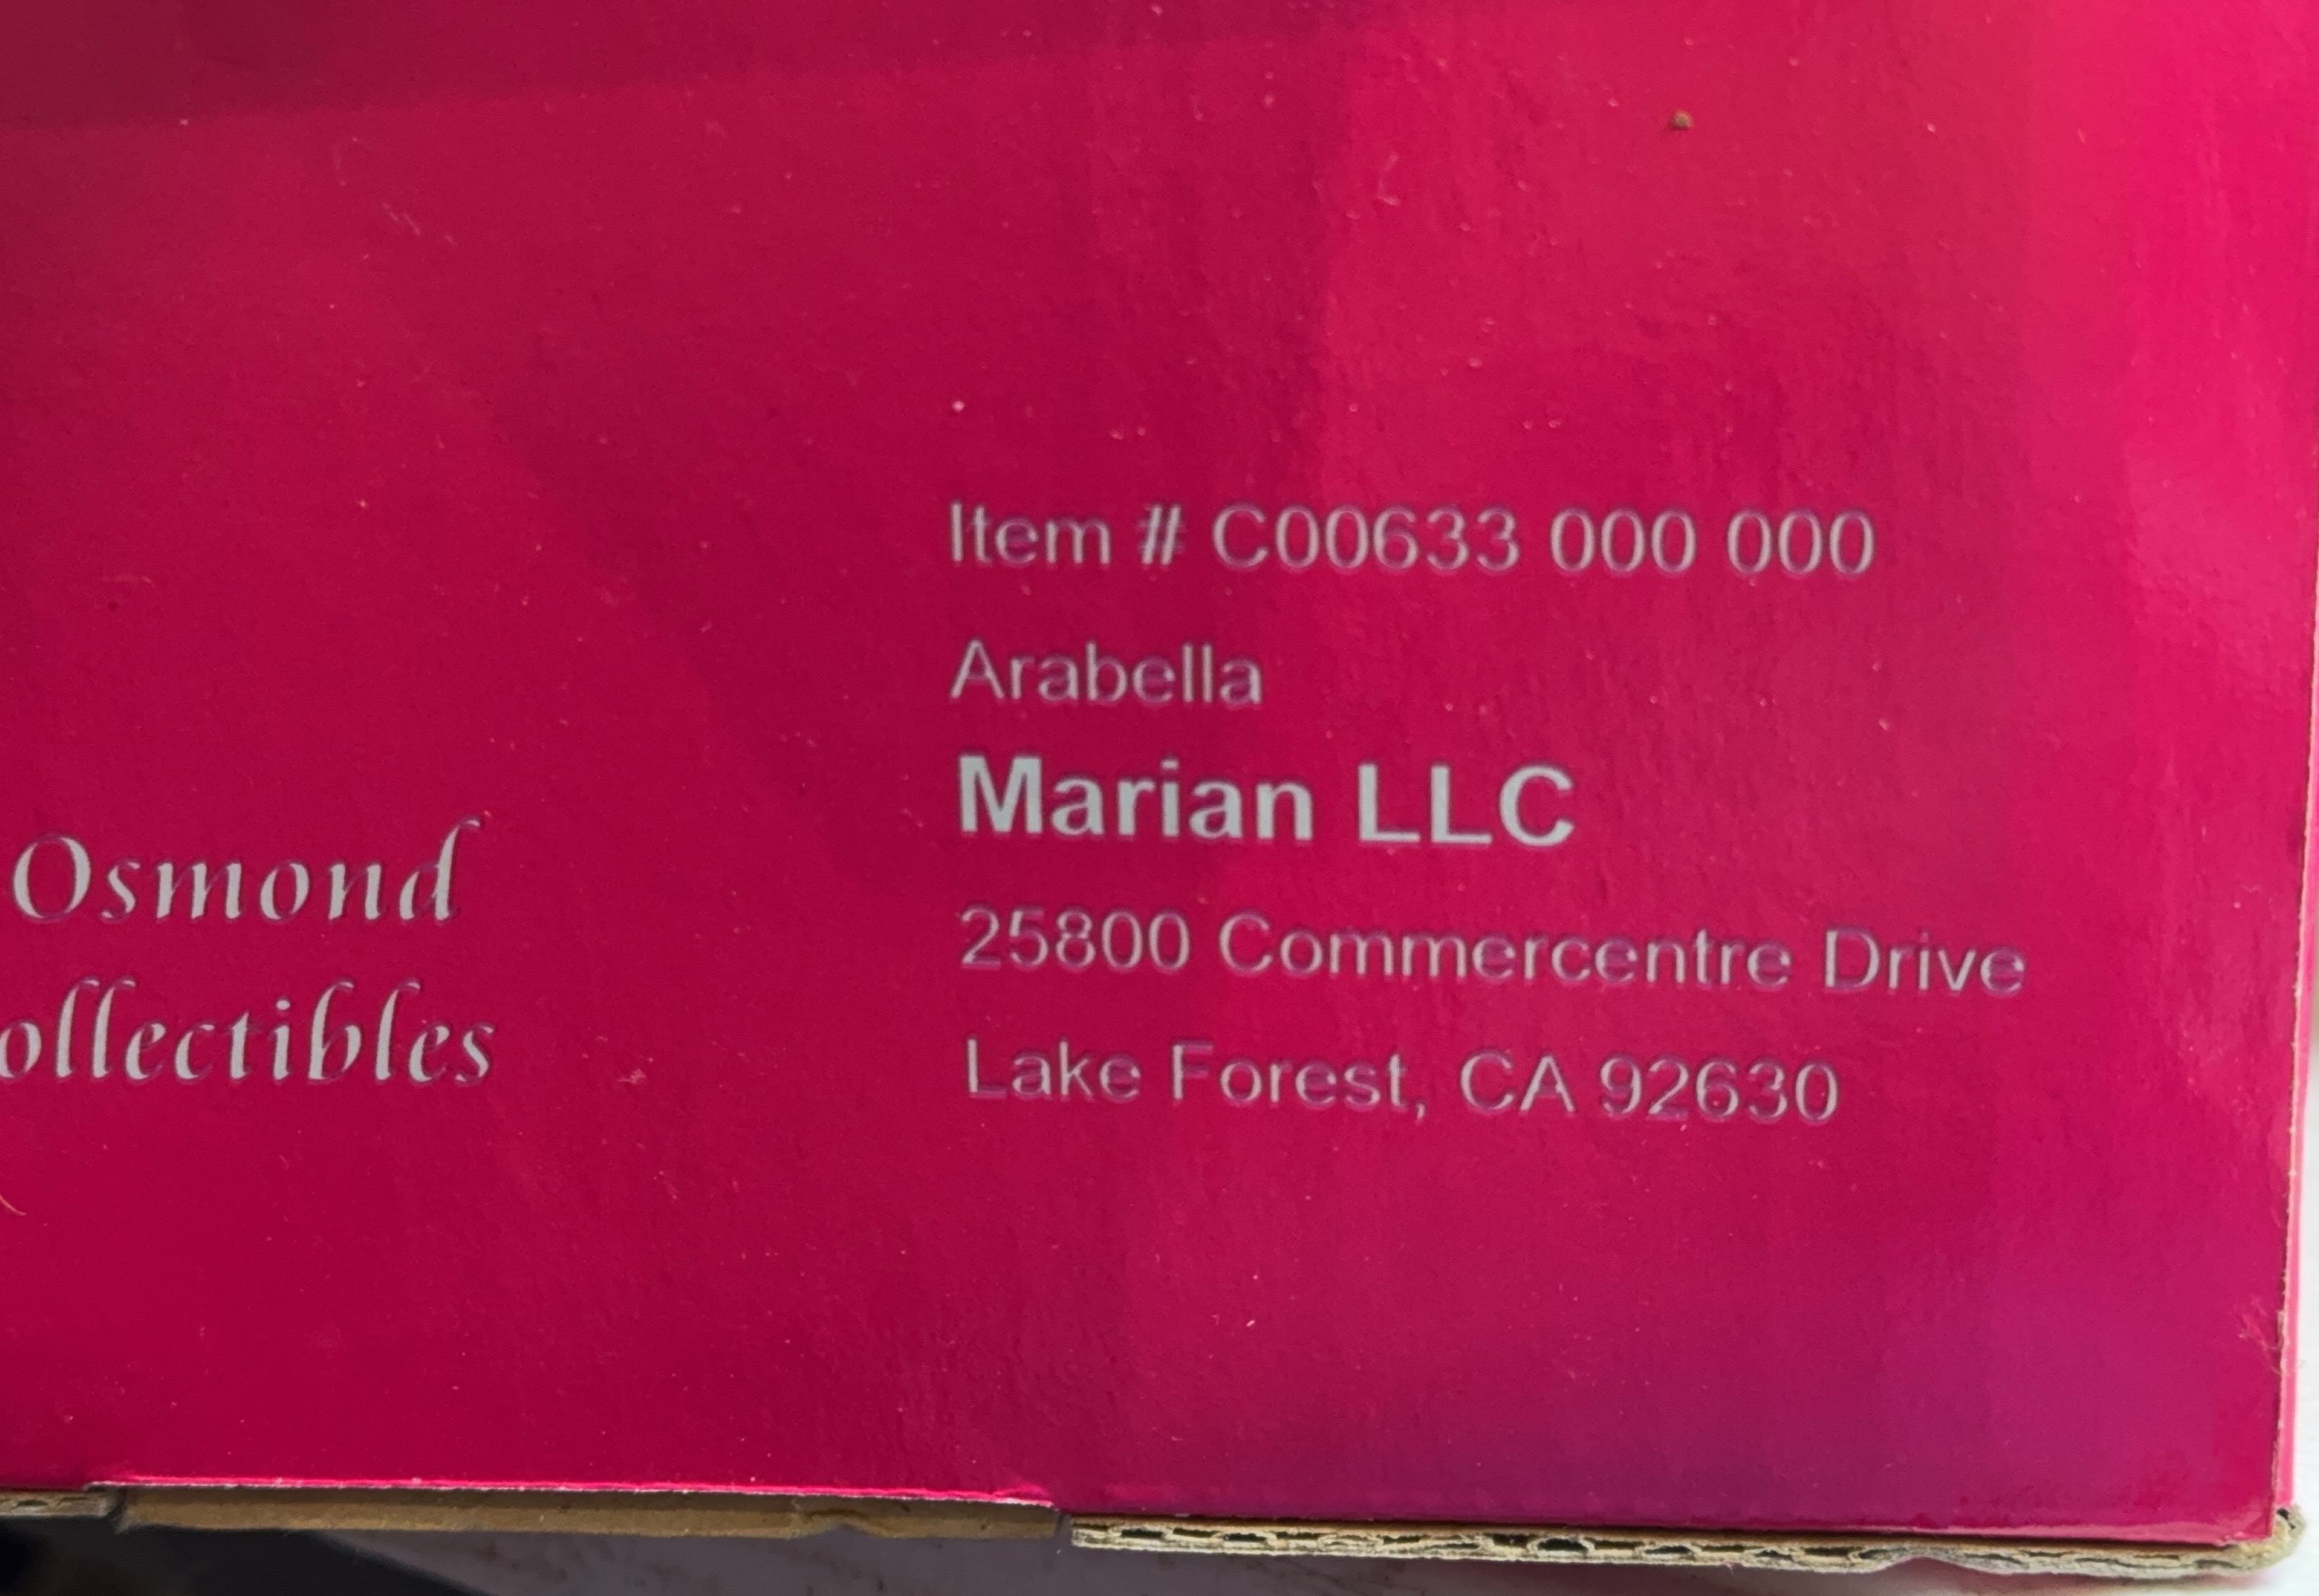 Item # C00633 000 000
Arabella
Marian LLC
25800 Commercentre Drive
Lake Forest, CA 92630
Osmond
ollectibles